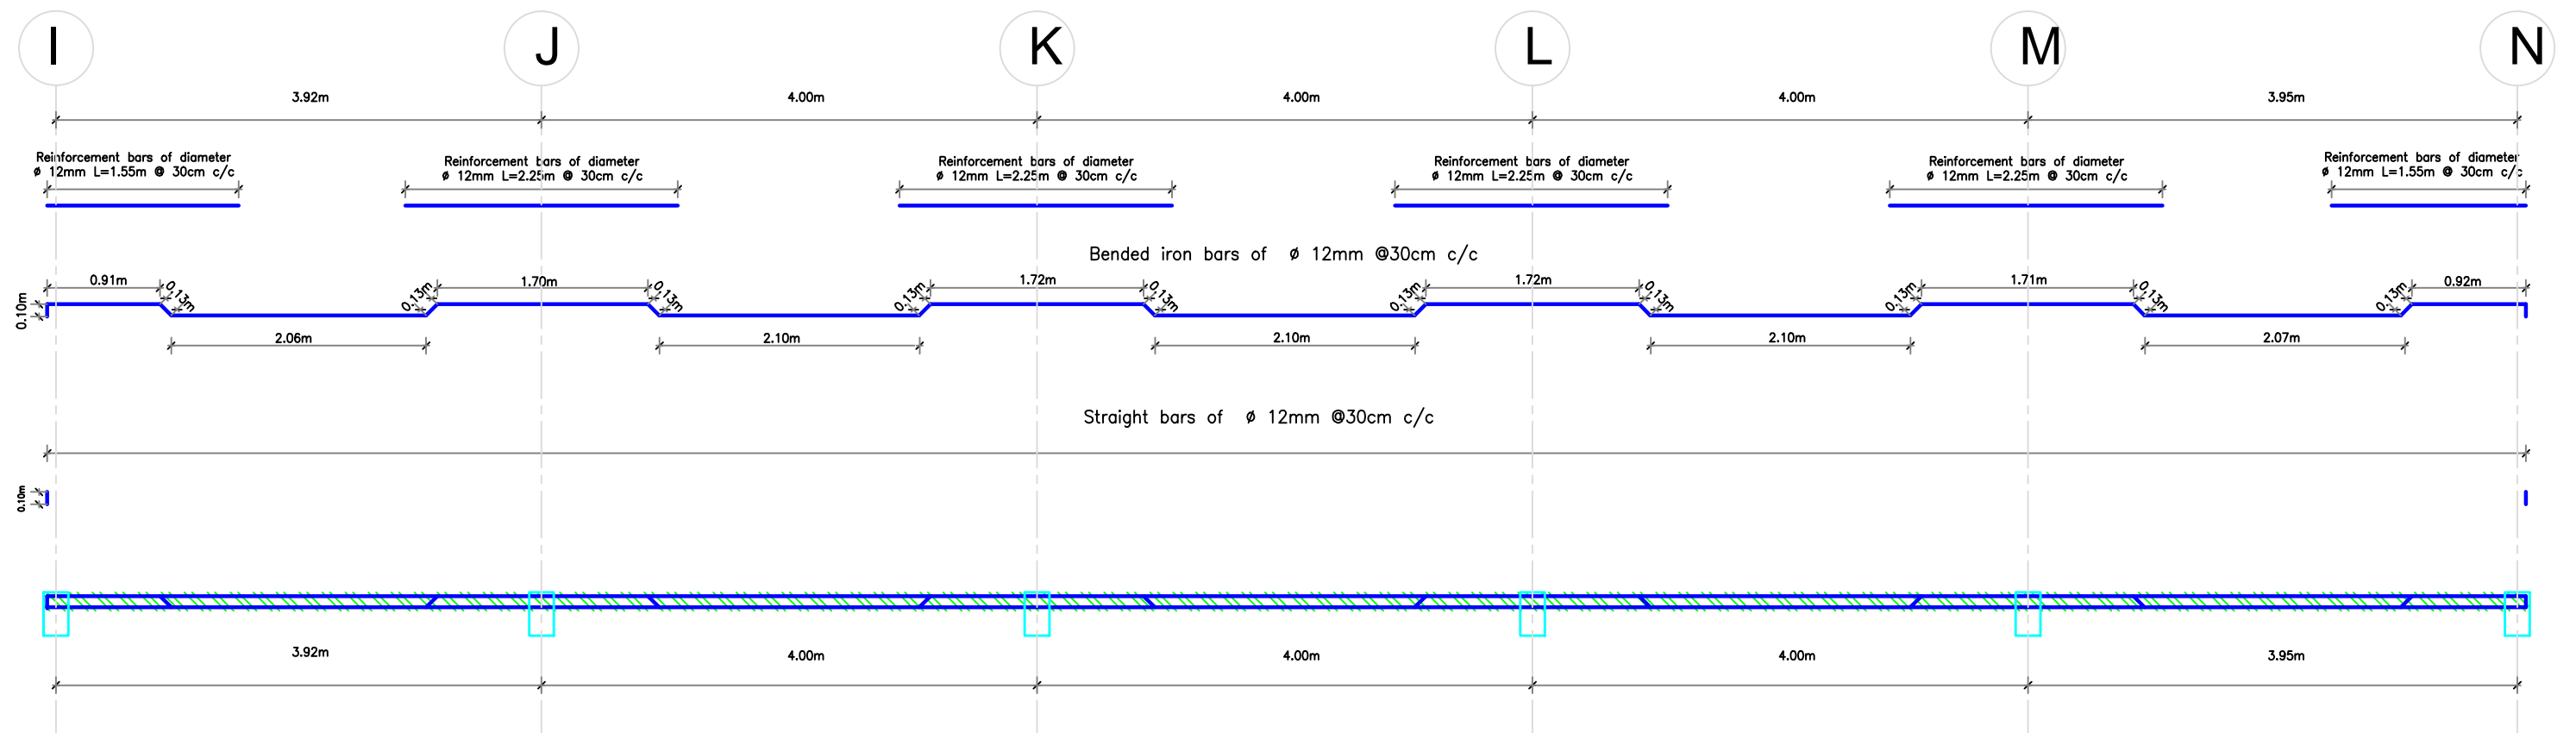 I
J
K
L
M
N
3.92m
4.00m
4.00m
4.00m
3.95m
Reinforcement bars of diameter
ø 12mm L=1.55m @ 30cm c/c
Reinforcement bars of diameter
ø 12mm L=2.25m @ 30cm c/c
Reinforcement bars of diameter
ø 12mm L=2.25m @ 30cm c/c
Reinforcement bars of diameter
ø 12mm L=2.25m @ 30cm c/c
Reinforcement bars of diameter
ø 12mm L=2.25m @ 30cm c/c
Reinforcement bars of diameter
ø 12mm L=1.55m @ 30cm c/c
Bended iron bars of ø 12mm @30cm c/c
0.91m
0.13m
0.13m
1.70m
0.13m
0.13m
1.72m
0.13m
0.13m
1.72m
0.13m
0.13m
1.71m
0.13m
0.13m
0.92m
0.10m
2.06m
2.10m
2.10m
2.10m
2.07m
Straight bars of ø 12mm @30cm c/c
0.10m
3.92m
4.00m
4.00m
4.00m
3.95m